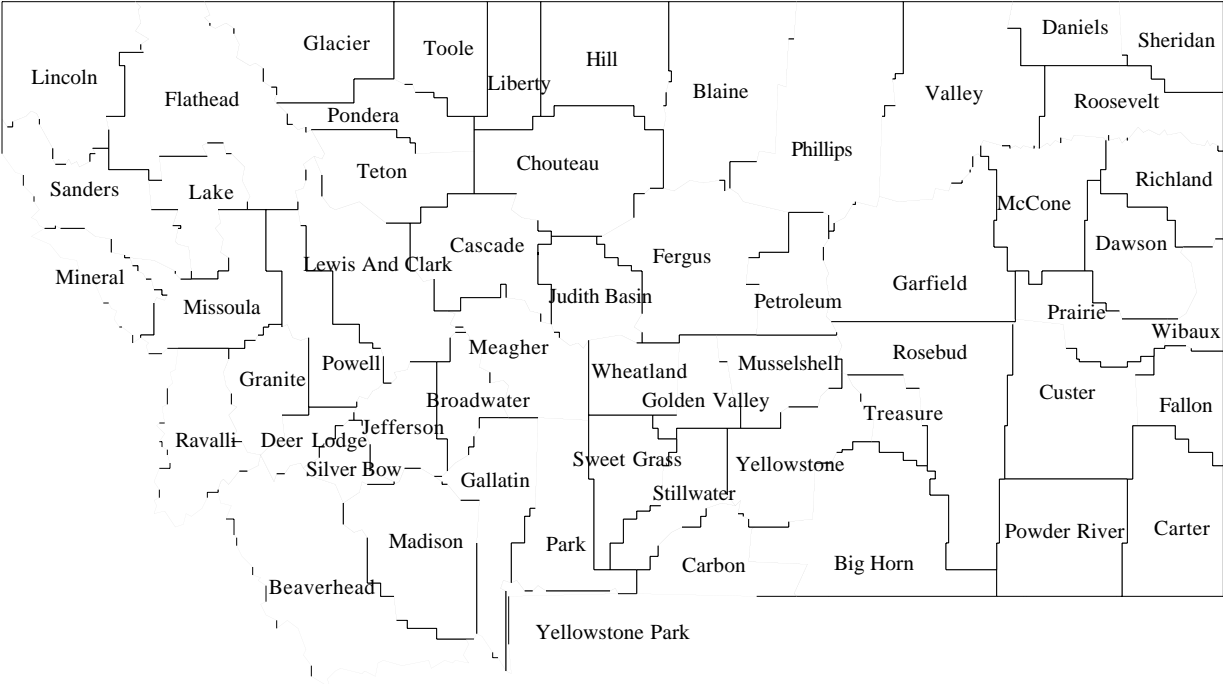 Daniels
Sheridan
Glacier
Toole
Hill
Lincoln
Liberty
Blaine
Valley
Flathead
Roosevelt
Pondera
Phillips
Chouteau
Teton
Sanders
Lake
Richland
McCone
Cascade
Dawson
Fergus
Lewis And Clark
Mineral
Garfield
Judith Basin
Petroleum
Missoula
Prairie
Wibaux
Meagher
Rosebud
Powell
Wheatland
Musselshell
Granite
Custer
Broadwater
Golden Valley
Fallon
Treasure
Jefferson
Ravalli
Deer Lodge
Sweet Grass
Yellowstone
Silver Bow
Gallatin
Stillwater
Carter
Powder River
Madison
Park
Carbon
Big Horn
Beaverhead
Yellowstone Park